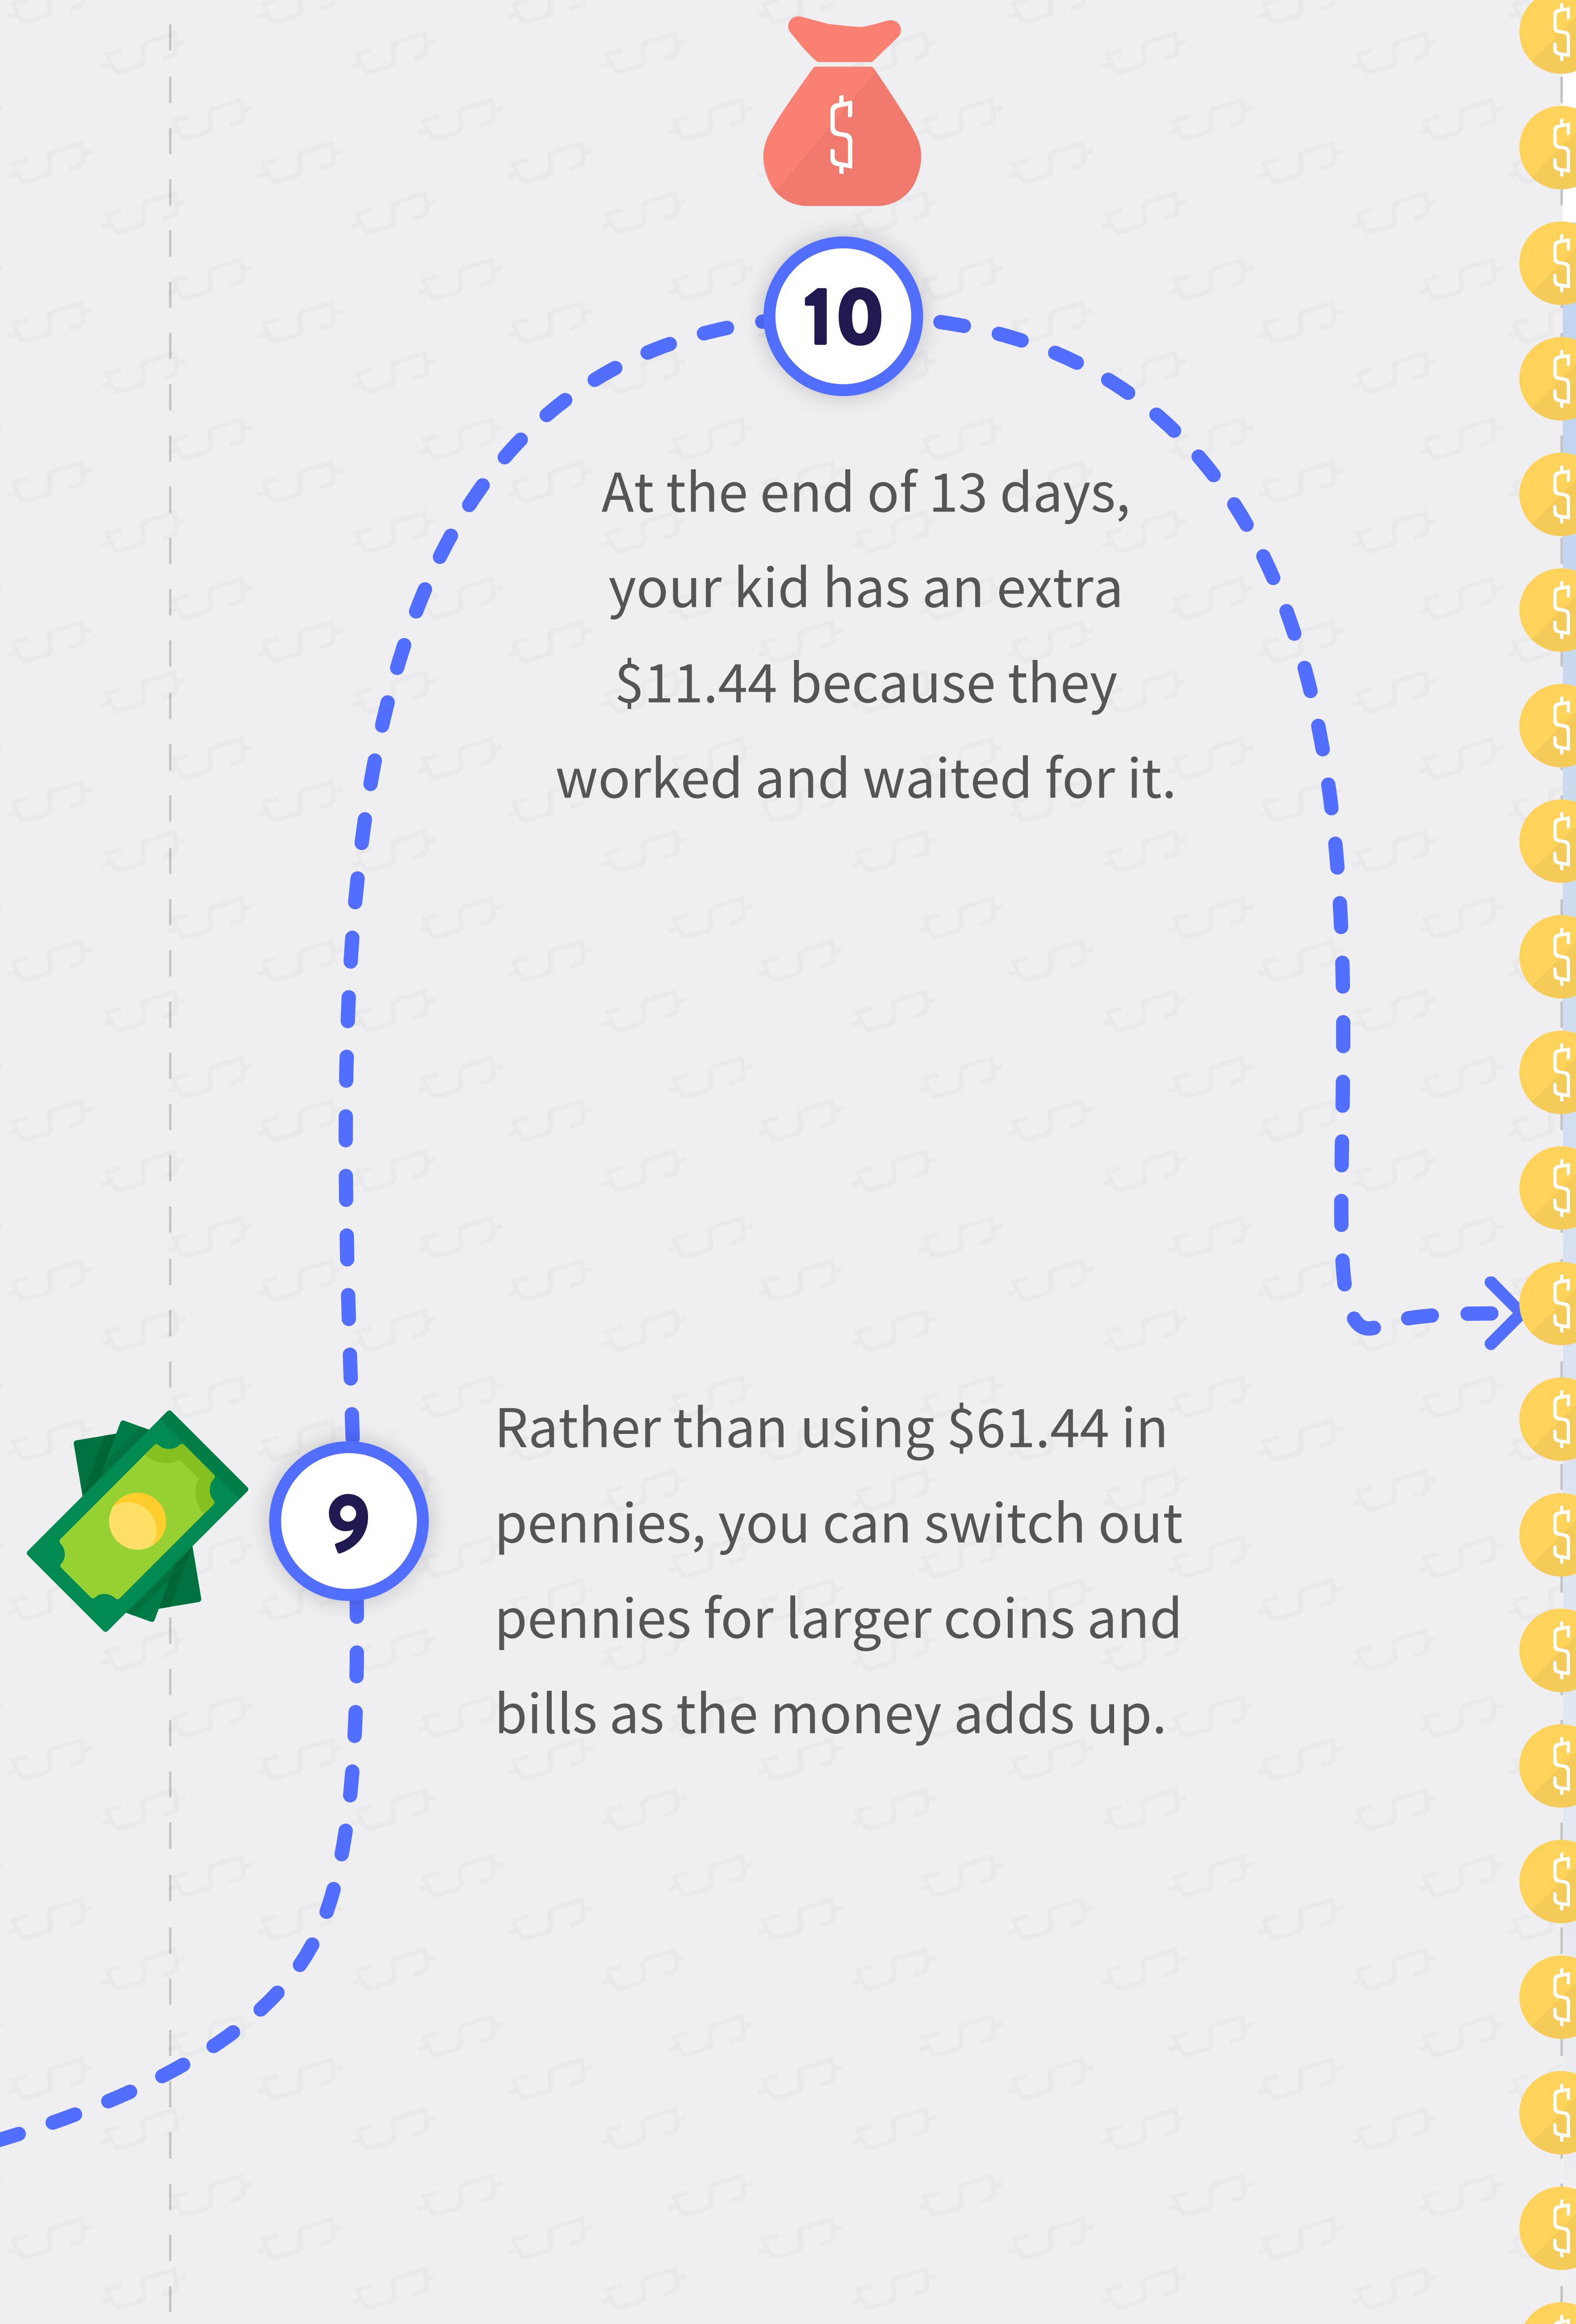 $
10
At the end of 13 days,
your kid has an extra
$11.44 because they
worked and waited for it.
9
Rather than using $61.44 in
pennies, you can switch out
pennies for larger coins and
bills as the money adds up.